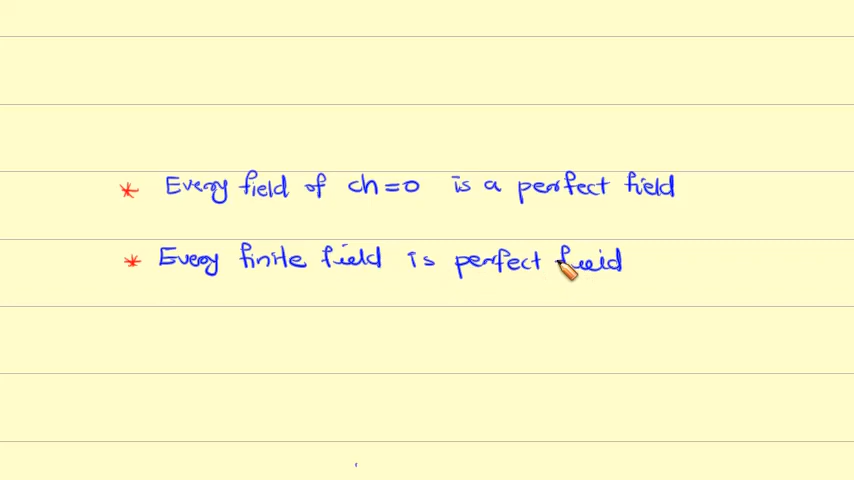 * Every field of ch=0 is a perfect field
* Every finite field is perfect field